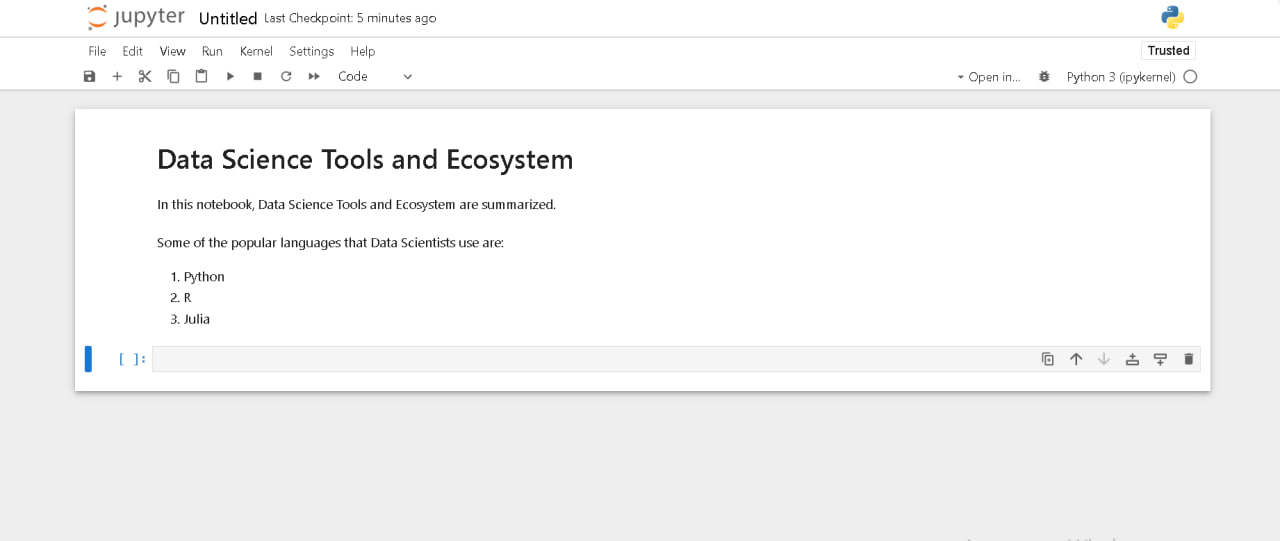 jupyter Untitled Last Checkpoint: 5 minutes ago
File Edit View Run Kernel Settings Help Trusted
Code Open in... Python 3 (ipykernel)
Data Science Tools and Ecosystem
In this notebook, Data Science Tools and Ecosystem are summarized.
Some of the popular languages that Data Scientists use are:
1. Python
2. R
3. Julia
[ ]: